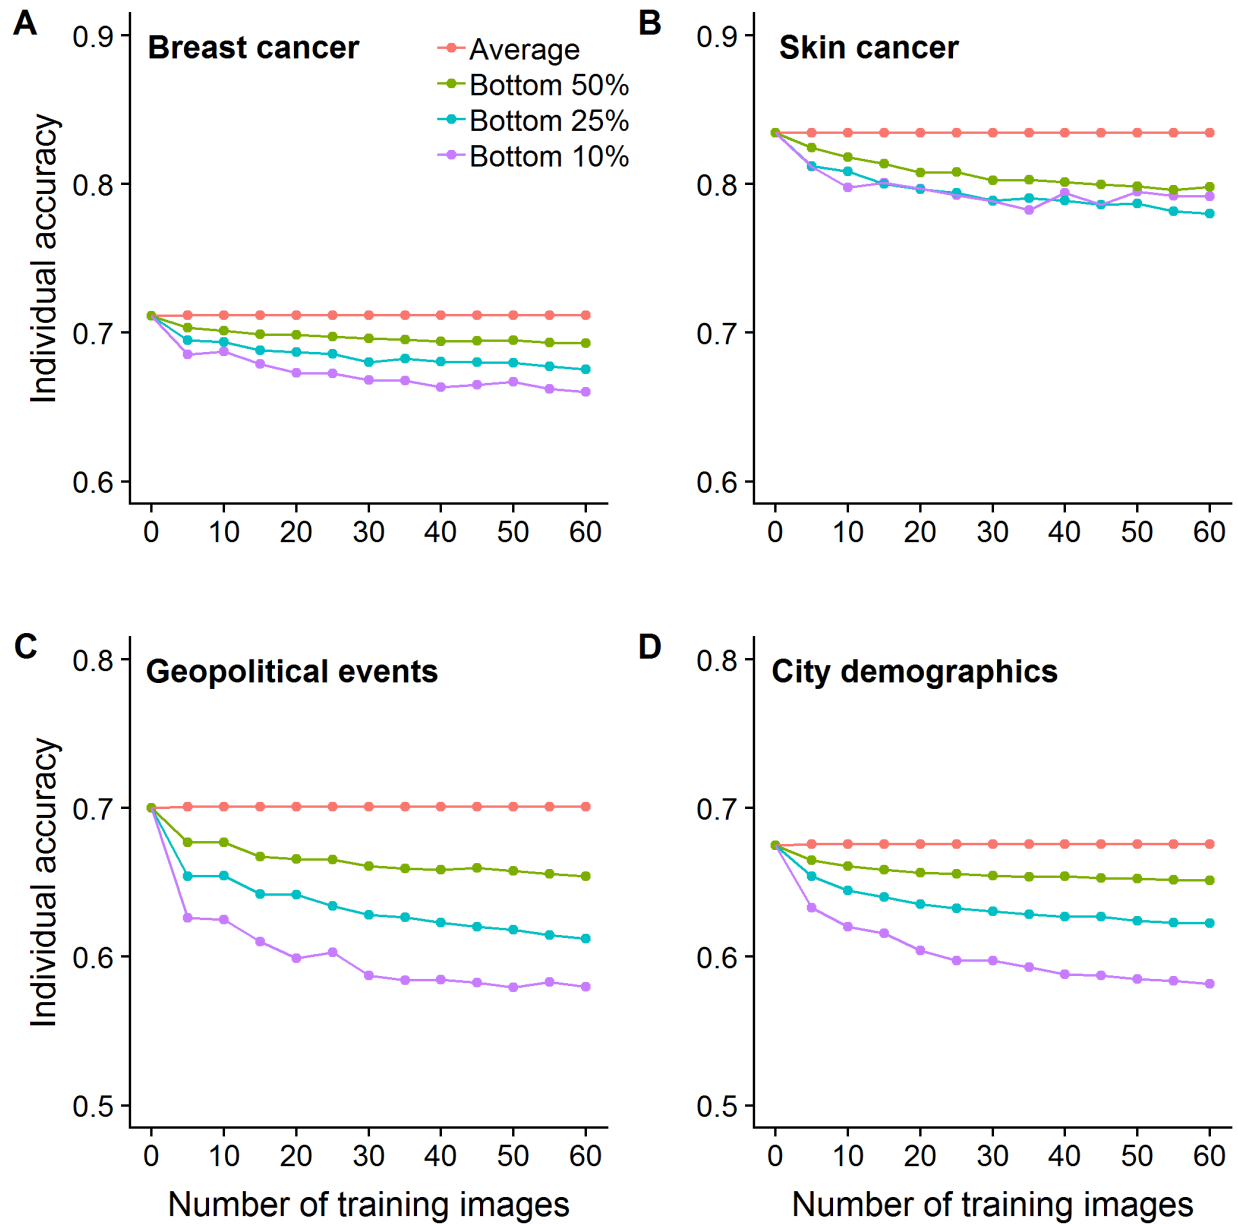 A
Breast cancer
Average
Bottom 50%
Bottom 25%
Bottom 10%
Individual accuracy
0.9
0.8
0.7
0.6
0 10 20 30 40 50 60
B
Skin cancer
0.9
0.8
0.7
0.6
0 10 20 30 40 50 60
C
Geopolitical events
Individual accuracy
0.8
0.7
0.6
0.5
0 10 20 30 40 50 60
Number of training images
D
City demographics
0.8
0.7
0.6
0.5
0 10 20 30 40 50 60
Number of training images